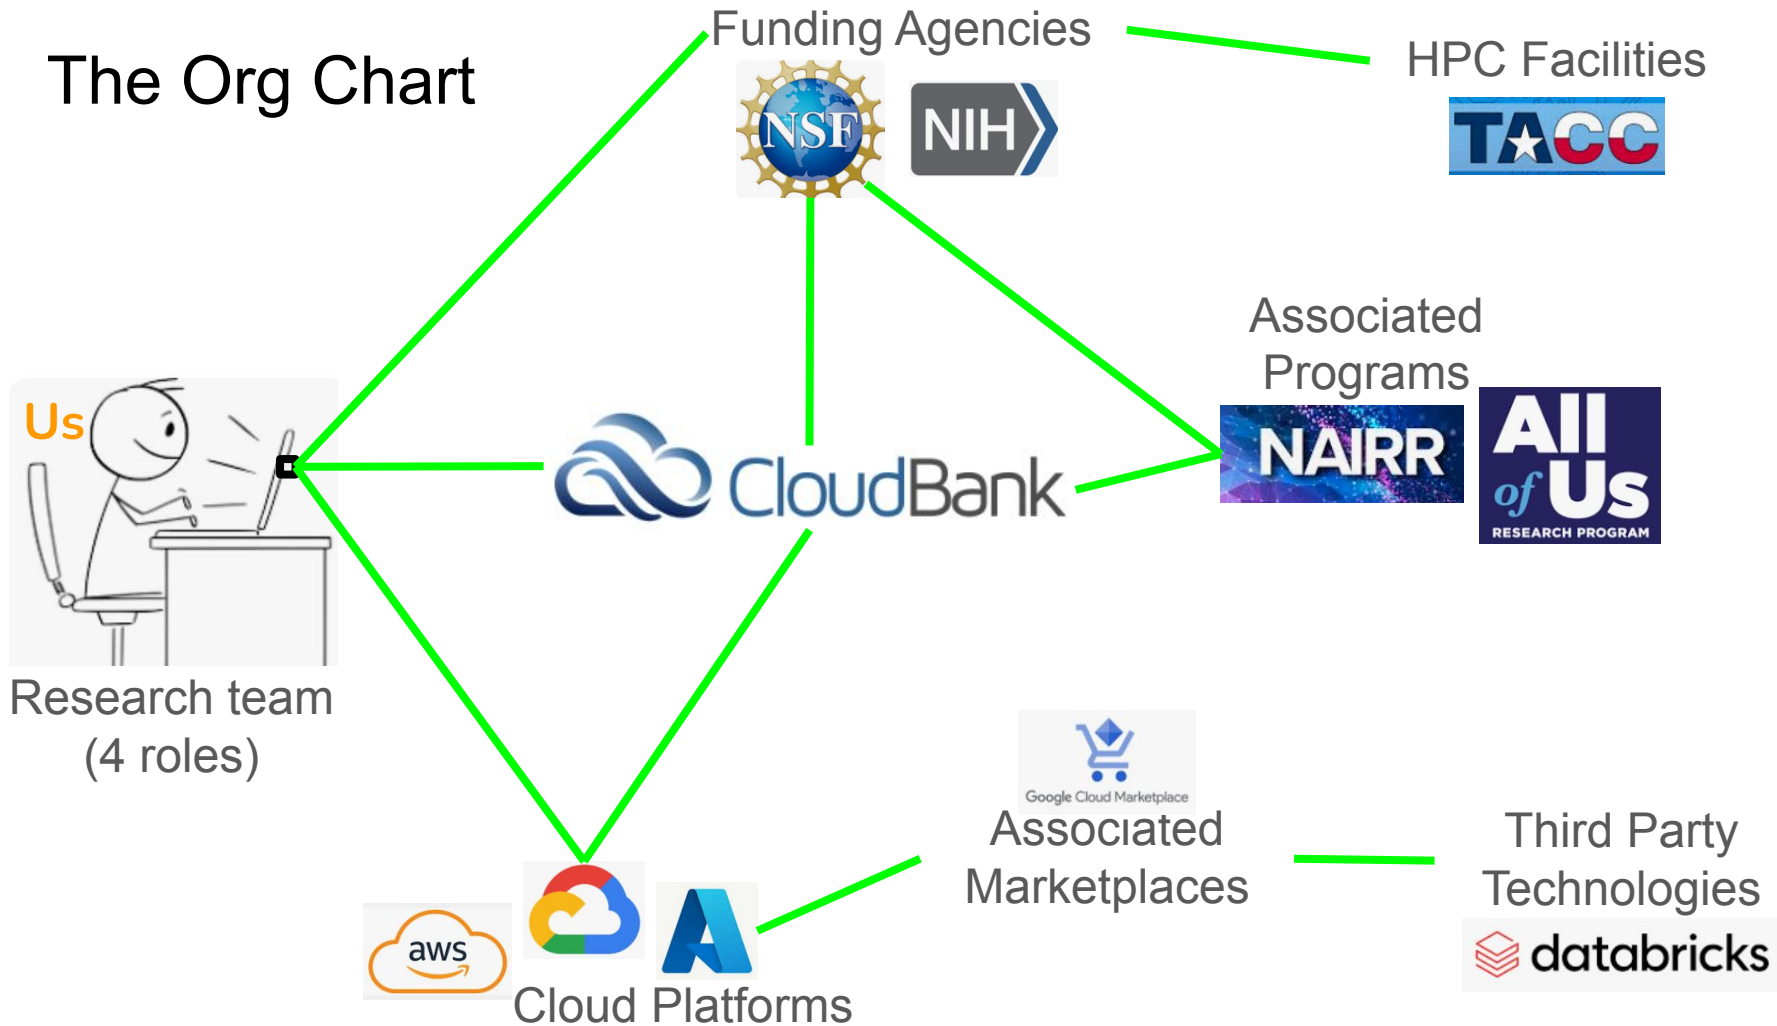 The Org Chart
Funding Agencies
NSF
NIH
HPC Facilities
TACC
Associated
Programs
NAIRR
All
of Us
RESEARCH PROGRAM
Us
CloudBank
Research team
(4 roles)
Google Cloud Marketplace
Associated
Marketplaces
Third Party
Technologies
databricks
aws
Cloud Platforms